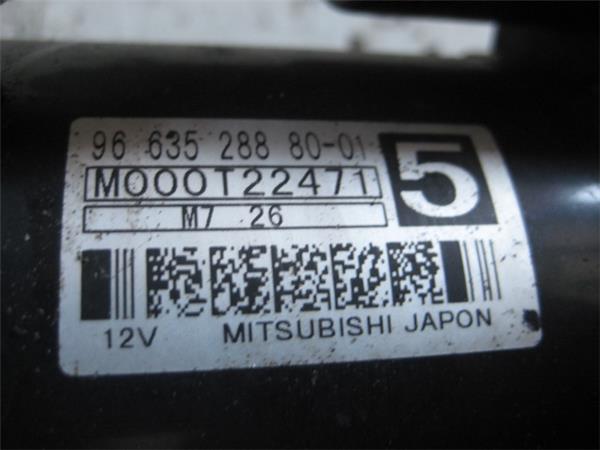 96 635 288 80-01
5
M000T22471
M7 26
12V MITSUBISHI JAPON